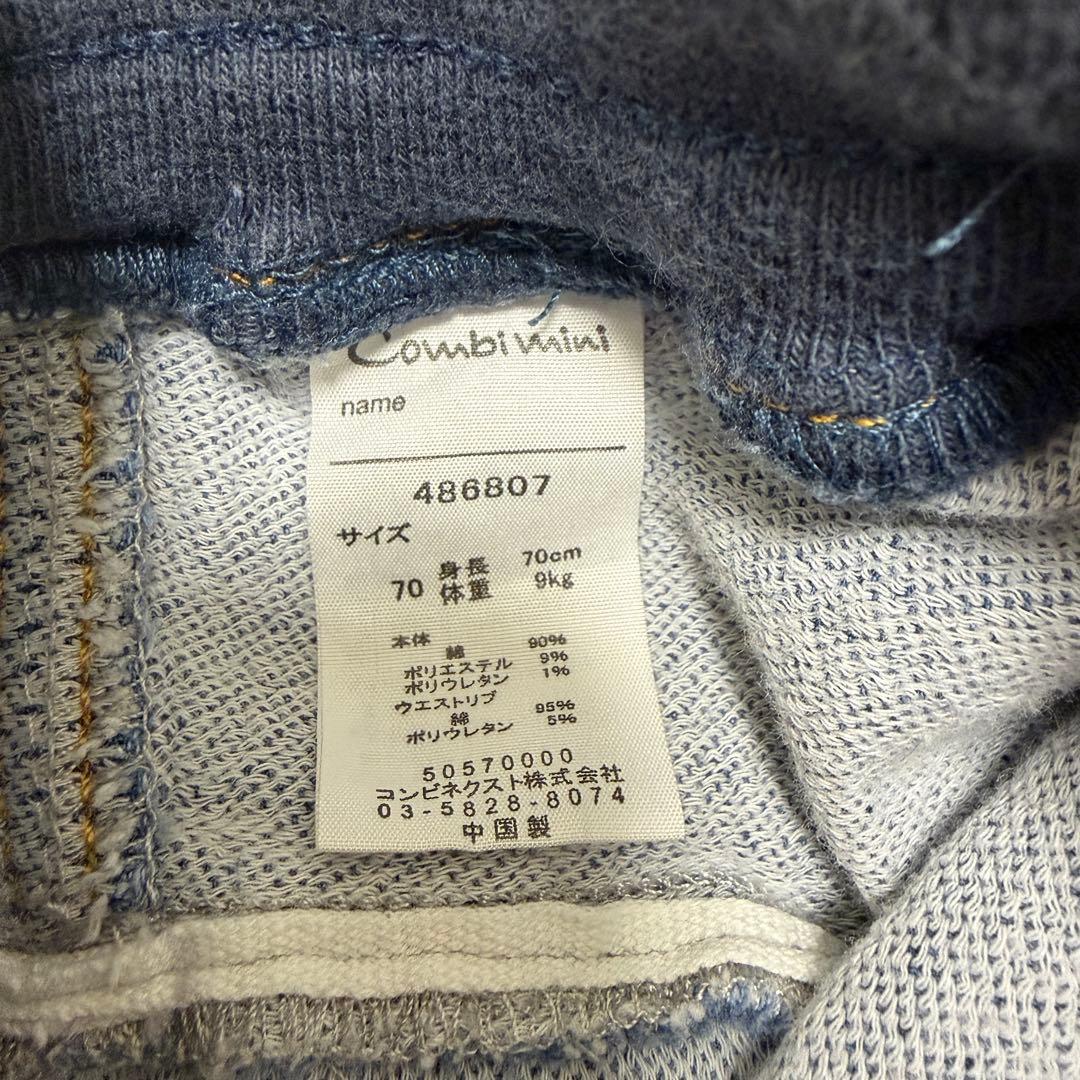 Combi mini
name
486807
サイズ
70 身長 70cm
体重 9kg
本体
綿 90%
ポリエステル 9%
ポリウレタン 1%
ウエストリブ
綿 95%
ポリウレタン 5%
50570000
コンビネクスト株式会社
03-5828-8074
中国製